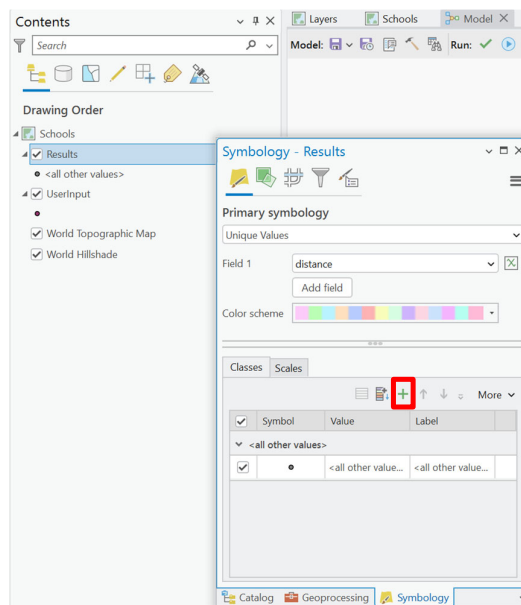 Contents
Layers
Schools
Model
Search
Model:
Run:
Drawing Order
Schools
Results
<all other values>
UserInput
World Topographic Map
World Hillshade
Symbology - Results
Primary symbology
Unique Values
Field 1
distance
Add field
Color scheme
Classes
Scales
More
Symbol
Value
Label
<all other values>
<all other value...
<all other value...
Catalog
Geoprocessing
Symbology